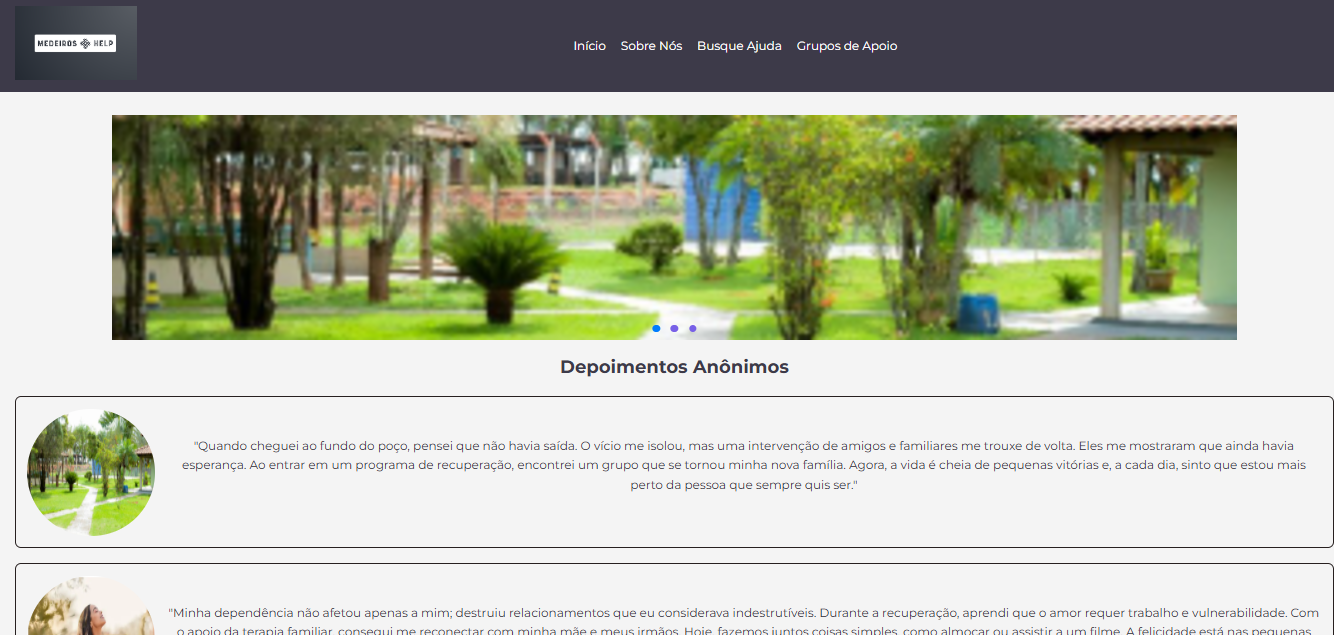 MEDEIROS HELP
Início Sobre Nós Busque Ajuda Grupos de Apoio
Depoimentos Anônimos
"Quando cheguei ao fundo do poço, pensei que não havia saída. O vício me isolou, mas uma intervenção de amigos e familiares me trouxe de volta. Eles me mostraram que ainda havia
esperança. Ao entrar em um programa de recuperação, encontrei um grupo que se tornou minha nova família. Agora, a vida é cheia de pequenas vitórias e, a cada dia, sinto que estou mais
perto da pessoa que sempre quis ser."
"Minha dependência não afetou apenas a mim; destruiu relacionamentos que eu considerava indestrutíveis. Durante a recuperação, aprendi que o amor requer trabalho e vulnerabilidade. Com
o apoio da terapia familiar, consegui me reconectar com minha mãe e meus irmãos. Hoje, fazemos juntos coisas simples, como almoçar ou assistir a um filme. A felicidade está nas pequenas